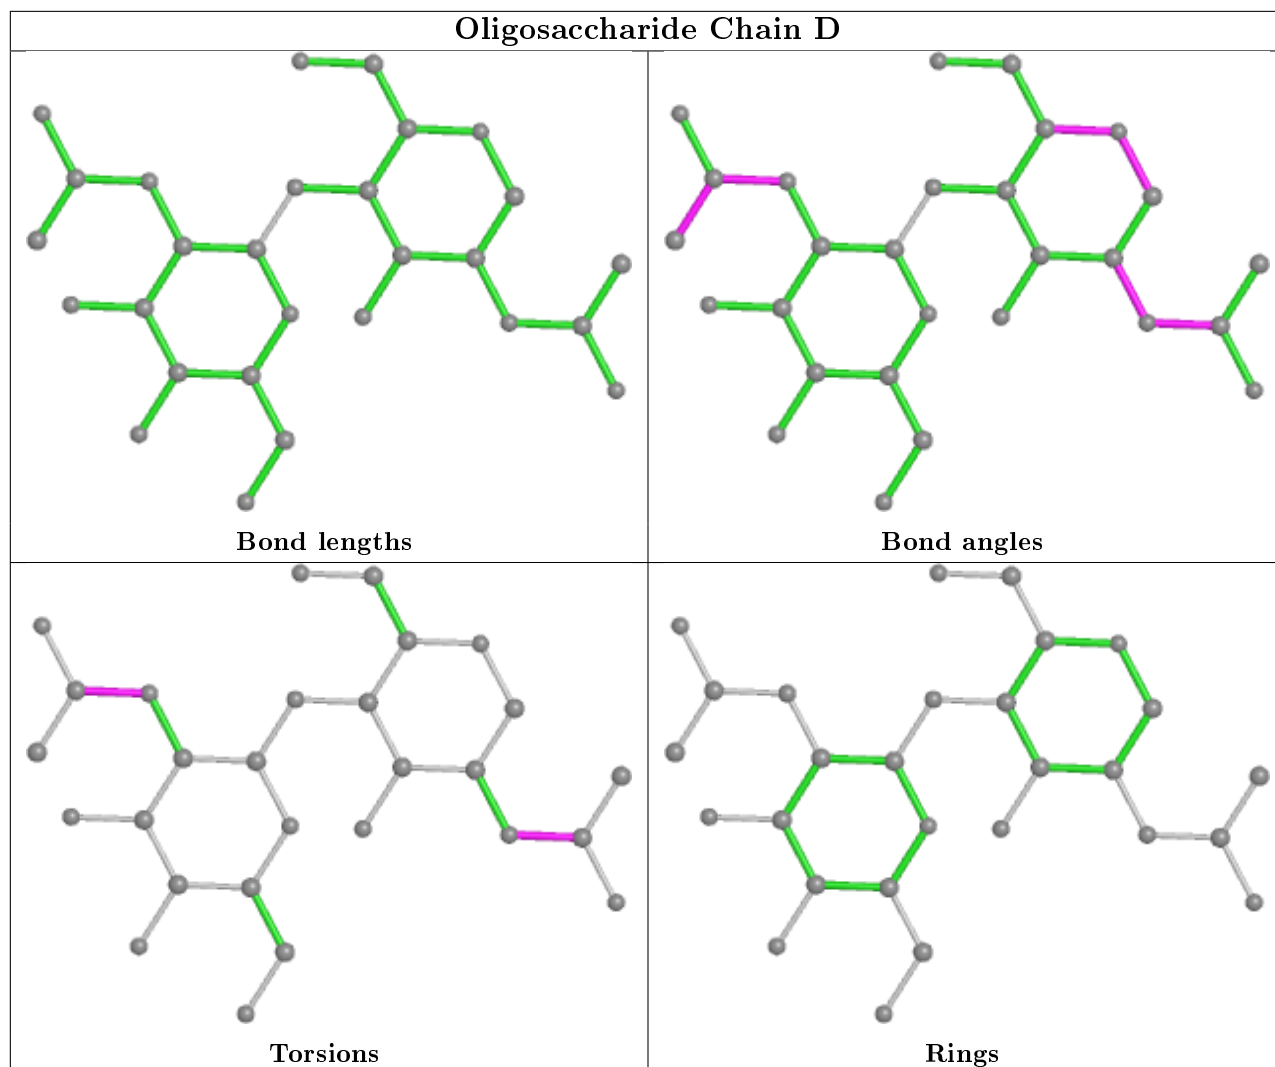 Oligosaccharide Chain D
Bond lengths
Bond angles
Torsions
Rings